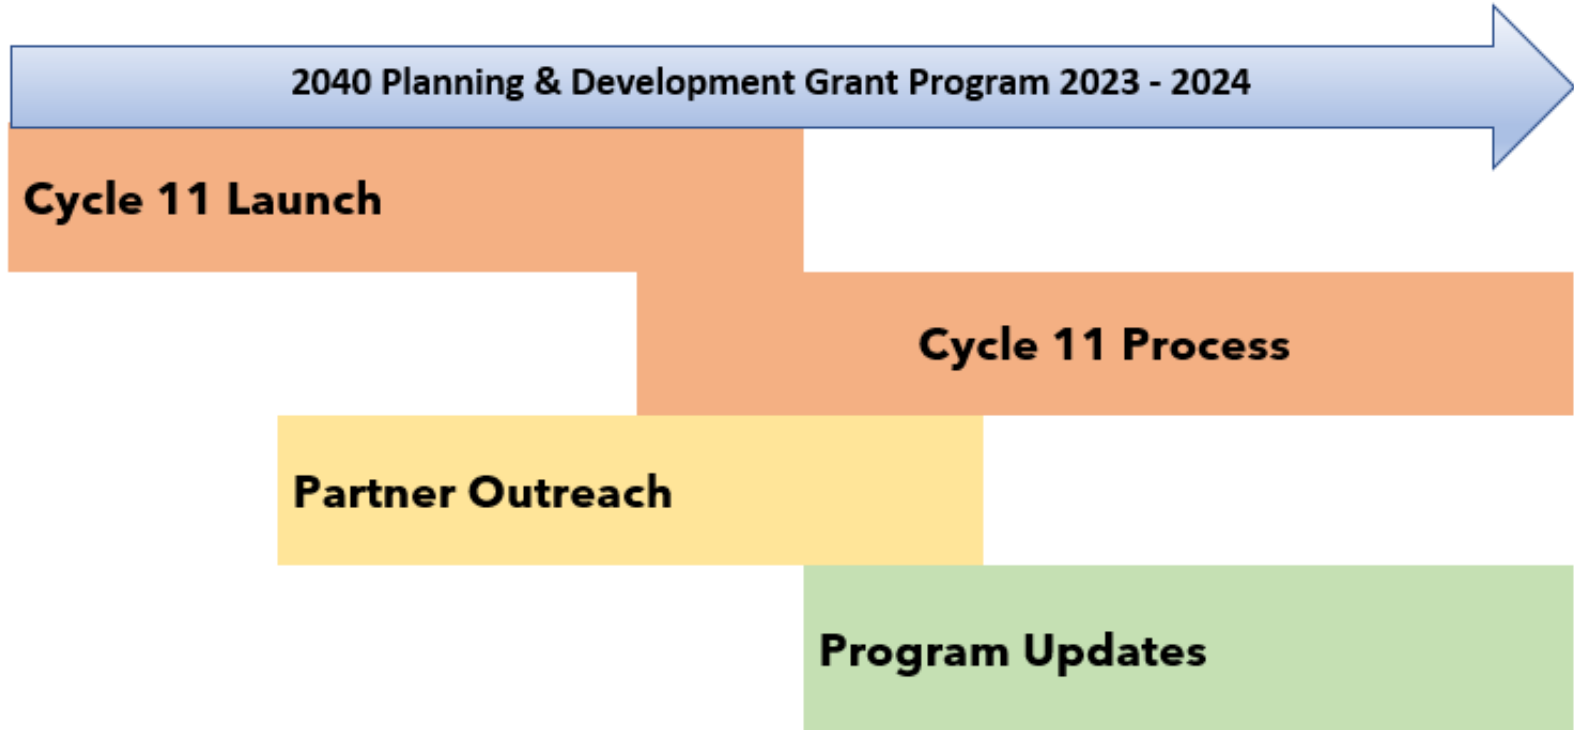 2040 Planning & Development Grant Program 2023 - 2024
Cycle 11 Launch
Cycle 11 Process
Partner Outreach
Program Updates